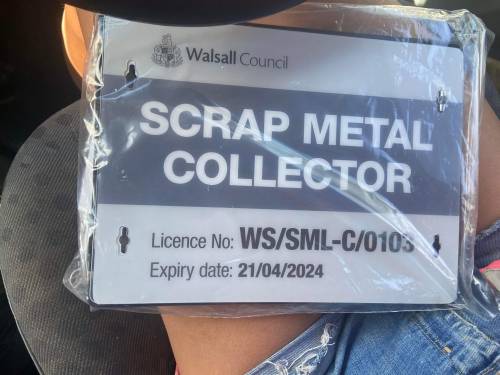 Walsall Council
SCRAP METAL
COLLECTOR
Licence No: WS/SML-C/0103
Expiry date: 21/04/2024